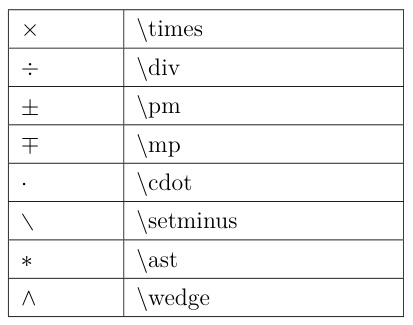 × \times
÷ \div
± \pm
∓ \mp
· \cdot
∖ \setminus
∗ \ast
∧ \wedge